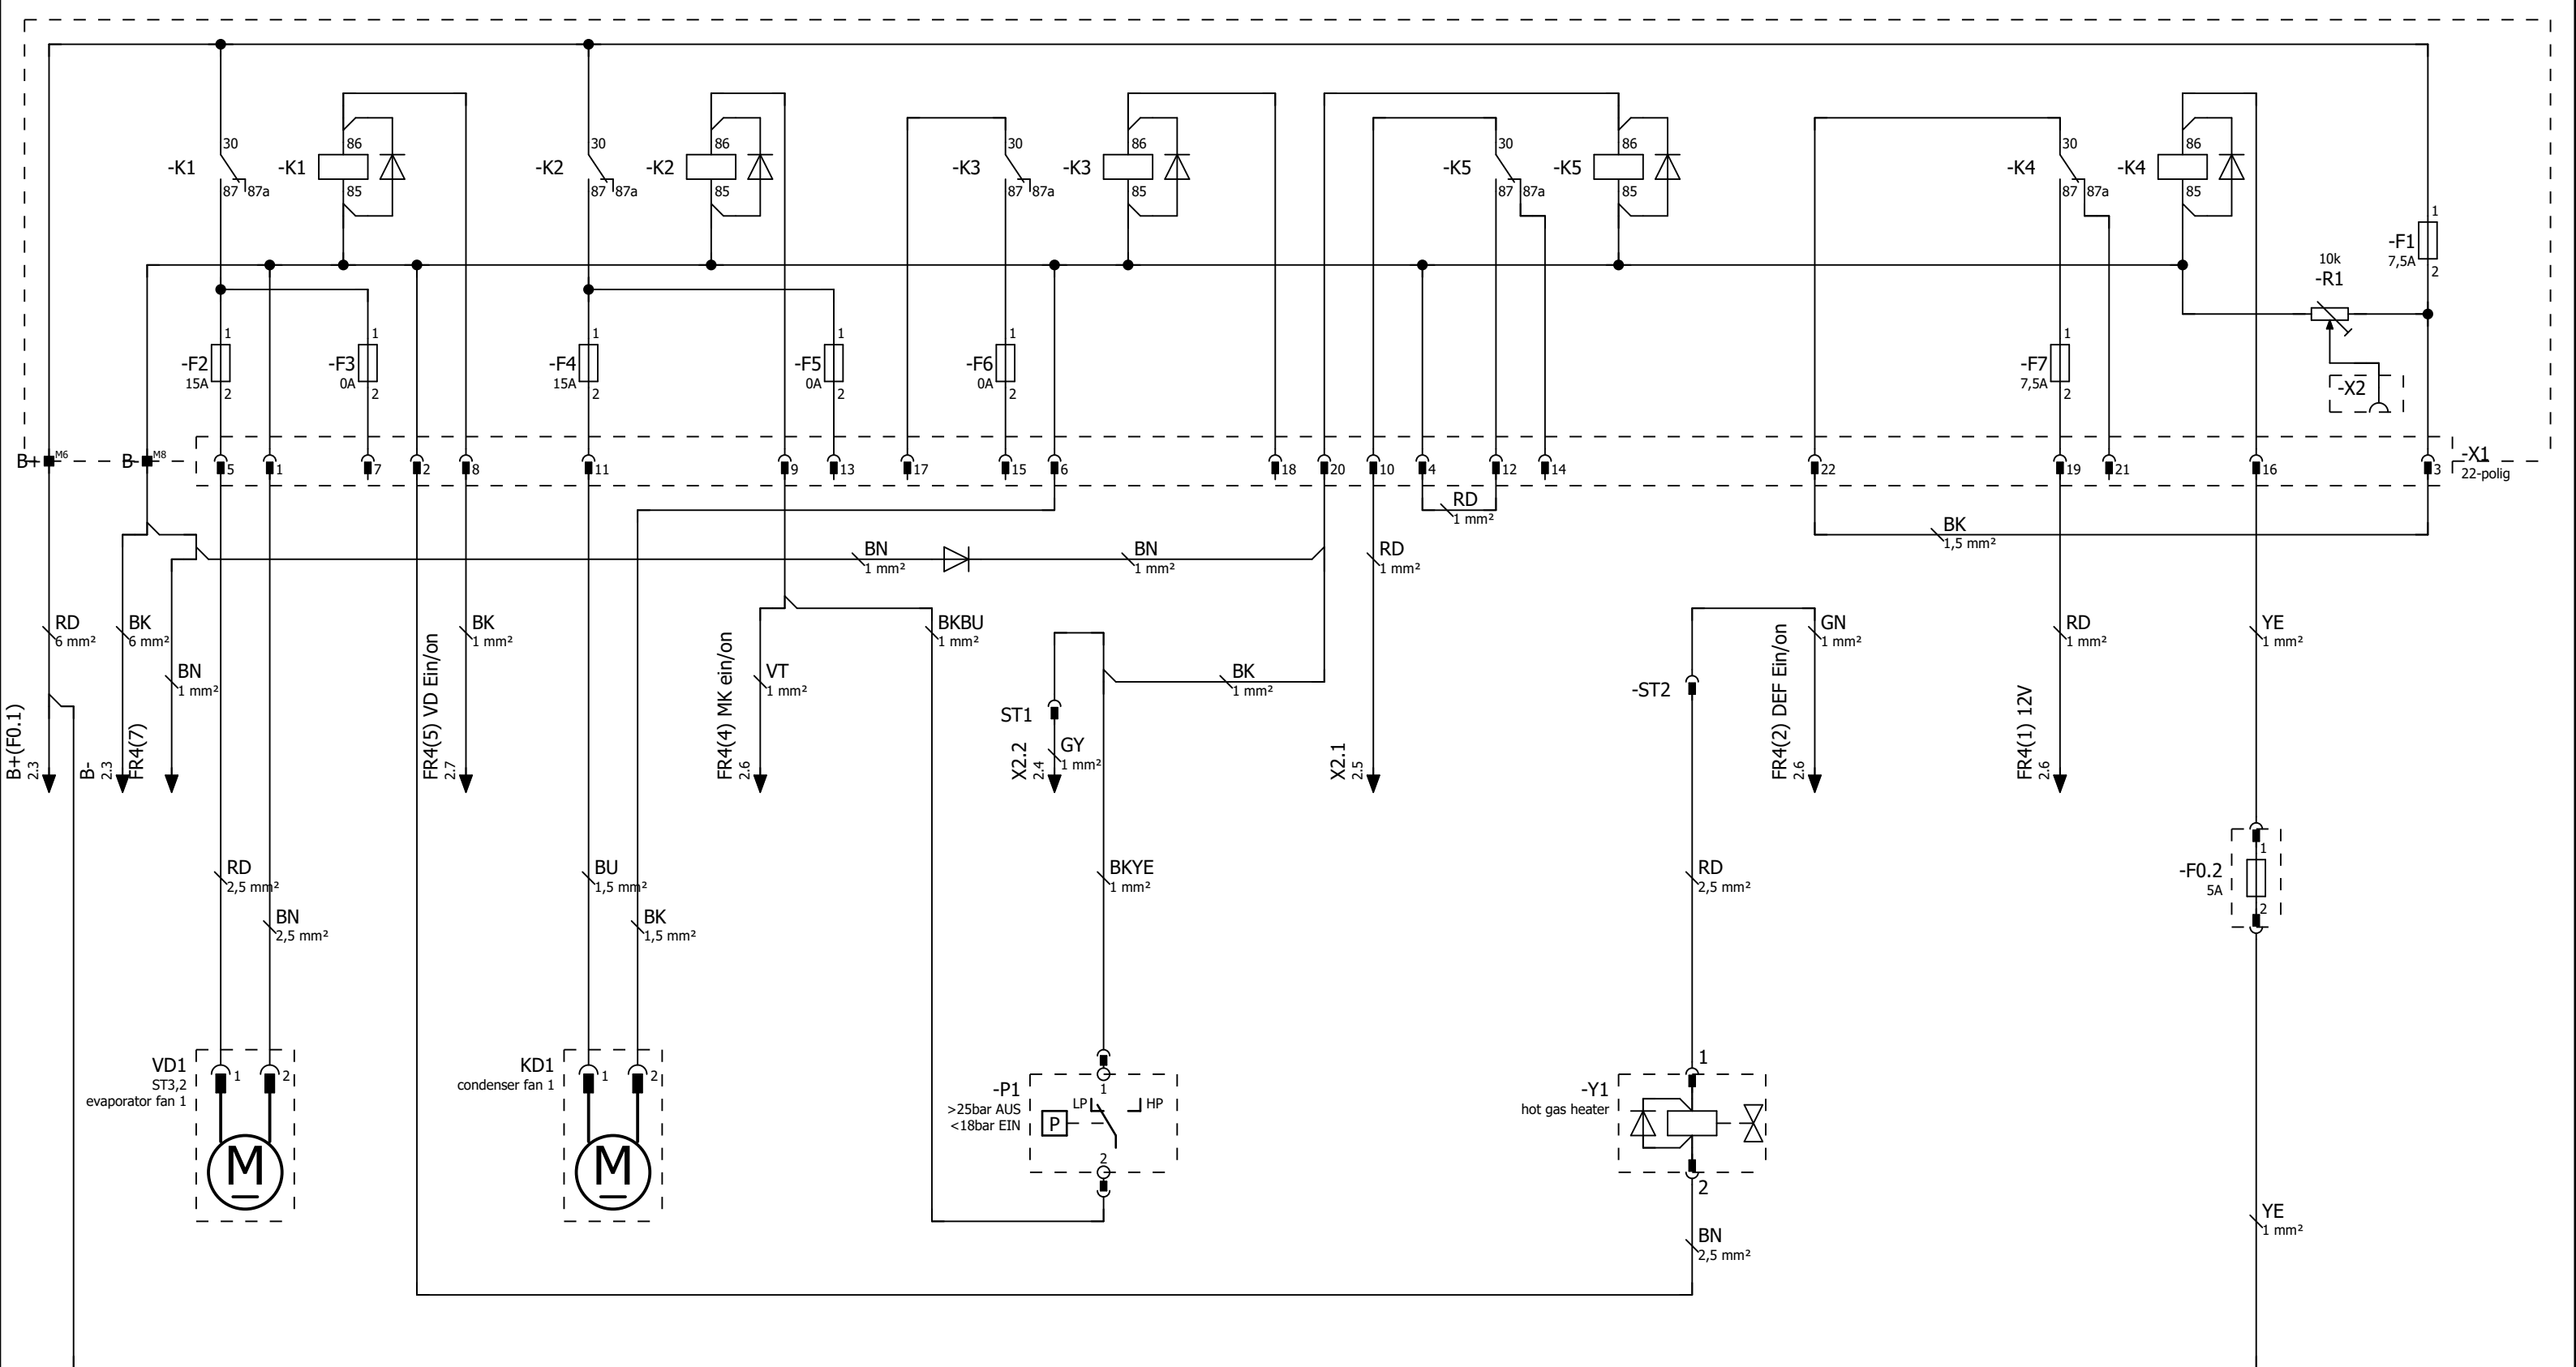 30
-K1
87
87a
-K1
86
85
30
-K2
87
87a
-K2
86
85
30
-K3
87
87a
-K3
86
85
30
-K5
87
87a
-K5
86
85
30
-K4
87
87a
-K4
86
85
1
-F1
7,5A
2
10k
-R1
-X2
1
-F2
15A
2
1
-F3
0A
2
1
-F4
15A
2
1
-F5
0A
2
1
-F6
0A
2
1
-F7
7,5A
2
B+
M6
B-
M8
5
1
7
2
8
11
9
13
17
15
6
18
20
10
4
12
14
22
19
21
16
3
-X1
22-polig
RD
1 mm²
BK
1,5 mm²
BN
1 mm²
BN
1 mm²
RD
1 mm²
RD
6 mm²
BK
6 mm²
BN
1 mm²
BK
1 mm²
VT
1 mm²
BKBU
1 mm²
BK
1 mm²
GN
1 mm²
RD
1 mm²
YE
1 mm²
B+(F0.1)
2.3
B-
2.3
FR4(7)
FR4(5) VD Ein/on
2.7
FR4(4) MK ein/on
2.6
ST1
X2.2
2.4
GY
1 mm²
X2.1
2.5
-ST2
FR4(2) DEF Ein/on
2.6
FR4(1) 12V
2.6
RD
2,5 mm²
BN
2,5 mm²
BU
1,5 mm²
BK
1,5 mm²
BKYE
1 mm²
RD
2,5 mm²
1
-F0.2
5A
2
VD1
ST3,2
evaporator fan 1
1
2
M
KD1
condenser fan 1
1
2
M
-P1
>25bar AUS
<18bar EIN
1
LP
HP
P
2
-Y1
hot gas heater
1
2
BN
2,5 mm²
YE
1 mm²